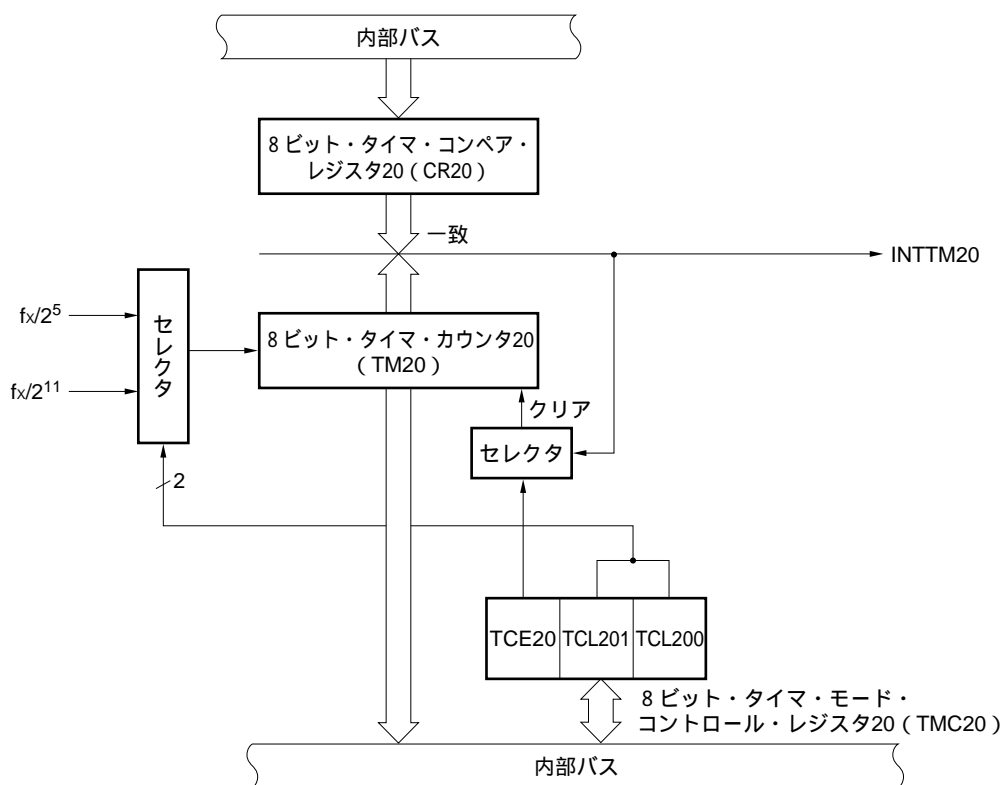 内部バス
8 ビット・タイマ・コンペア・
レジスタ20 ( CR20 )
一致
INTTM20
fx/2⁵
fx/2¹¹
セレクタ
8 ビット・タイマ・カウンタ20
( TM20 )
クリア
セレクタ
2
TCE20 TCL201 TCL200
8 ビット・タイマ・モード・
コントロール・レジスタ20 ( TMC20 )
内部バス